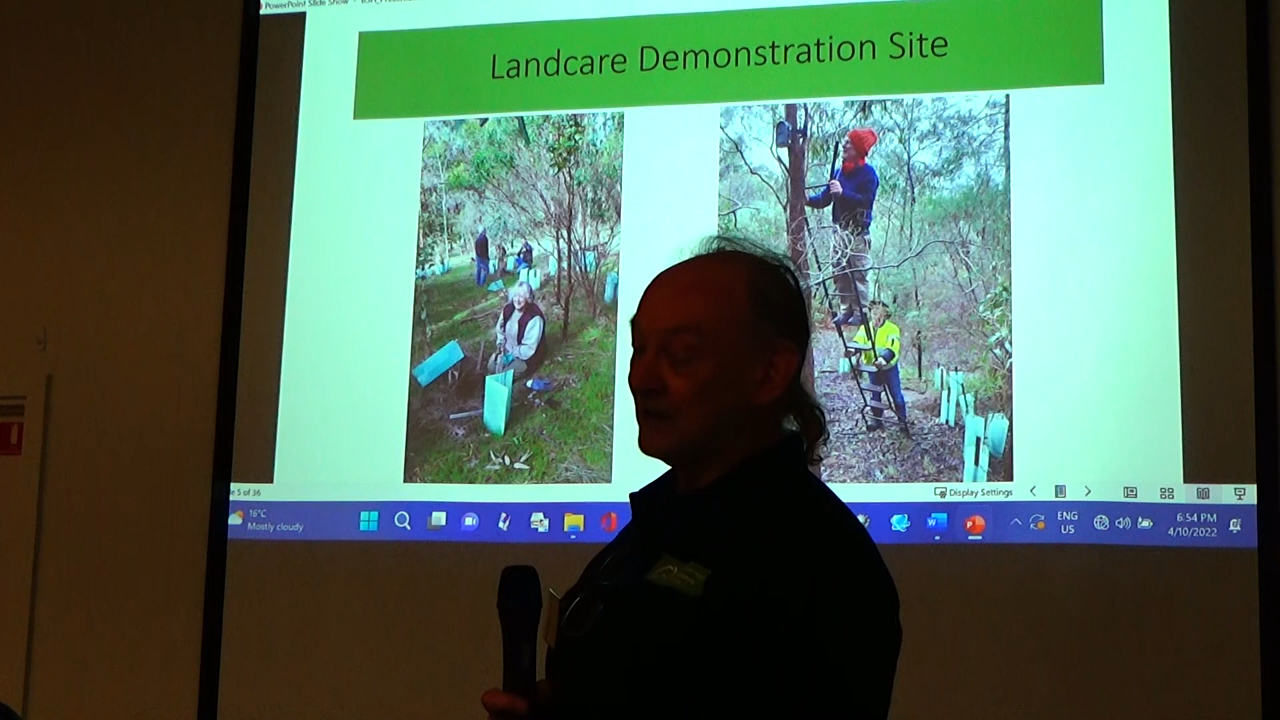 PowerPoint Slide Show
Landcare Demonstration Site
5 of 36
Display Settings
16°C
Mostly cloudy
ENG
US
6:54 PM
4/10/2022